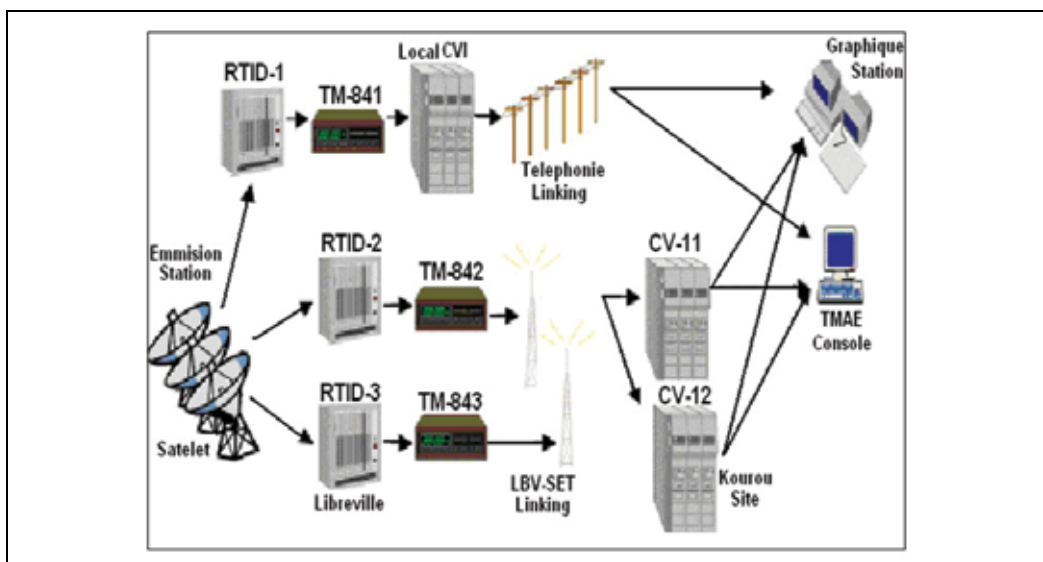 Local CVI
Graphique
Station
RTID-1
TM-841
Telephonie
Linking
Emmision
Station
RTID-2
TM-842
CV-11
TMAE
Console
RTID-3
TM-843
CV-12
Satelet
Libreville
LBV-SET
Linking
Kourou
Site